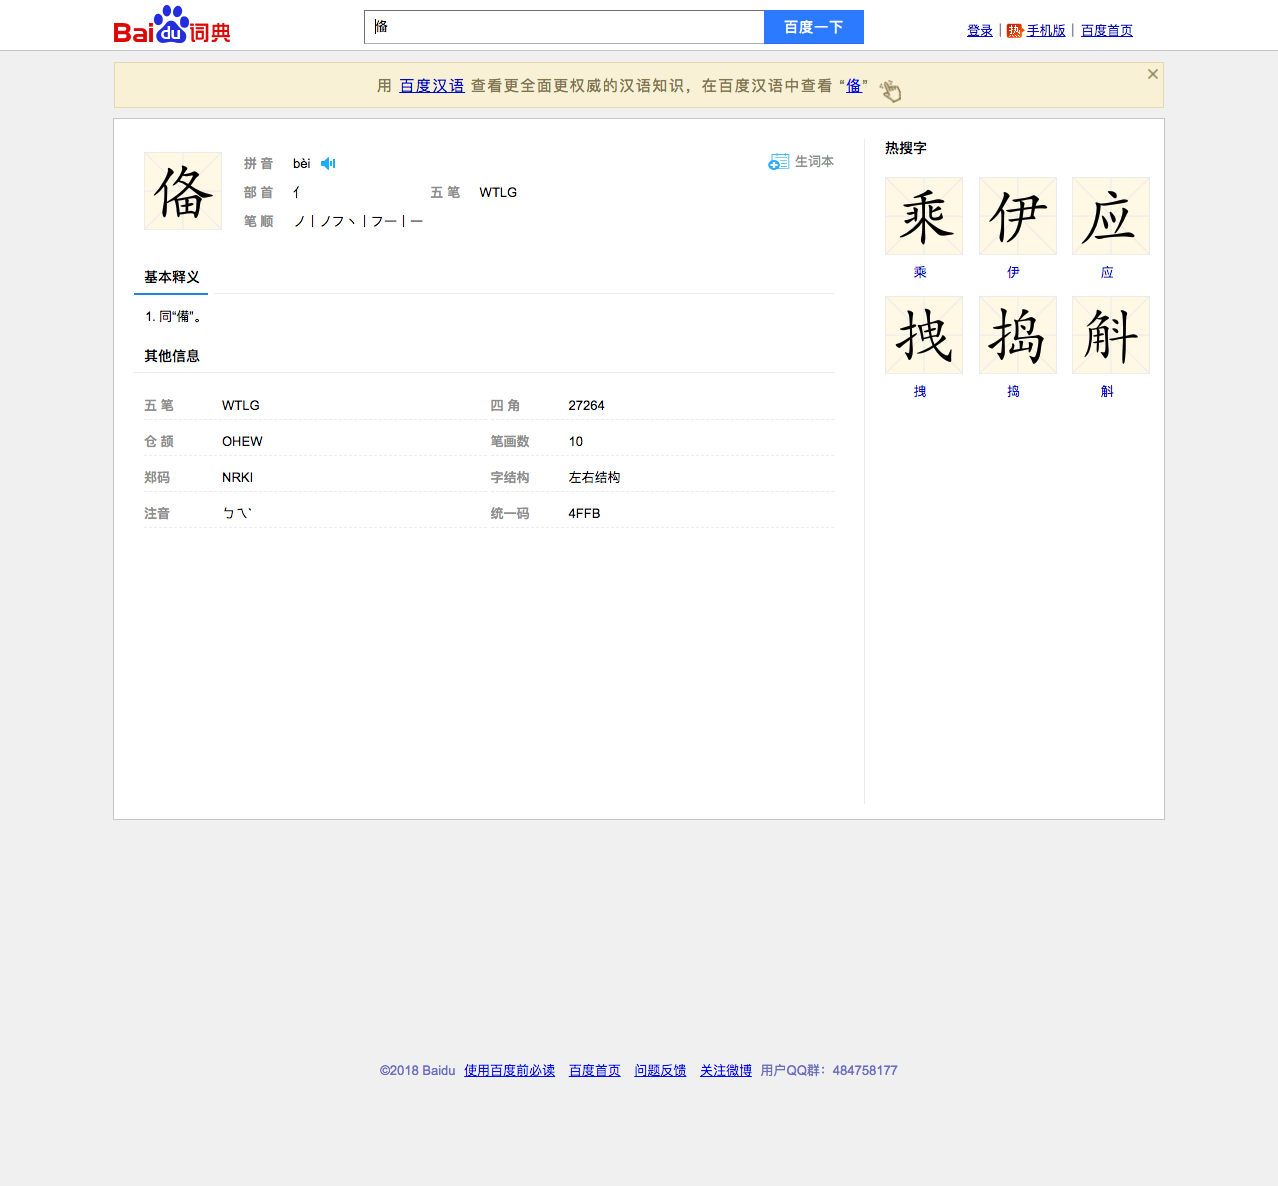 Baidu词典
俻
百度一下
登录 | 热 手机版 | 百度首页
用 百度汉语 查看更全面更权威的汉语知识，在百度汉语中查看 “俻”
俻
拼 音 bèi
生词本
部 首 亻 五 笔 WTLG
笔 顺 ノ丨ノフ丶丨フ一丨一
基本释义
1. 同“備”。
其他信息
五 笔 WTLG 四 角 27264
仓 颉 OHEW 笔画数 10
郑码 NRKI 字结构 左右结构
注音 ㄅㄟˋ 统一码 4FFB
热搜字
乘 伊 应
乘 伊 应
拽 捣 斛
拽 捣 斛
©2018 Baidu 使用百度前必读 百度首页 问题反馈 关注微博 用户QQ群：484758177